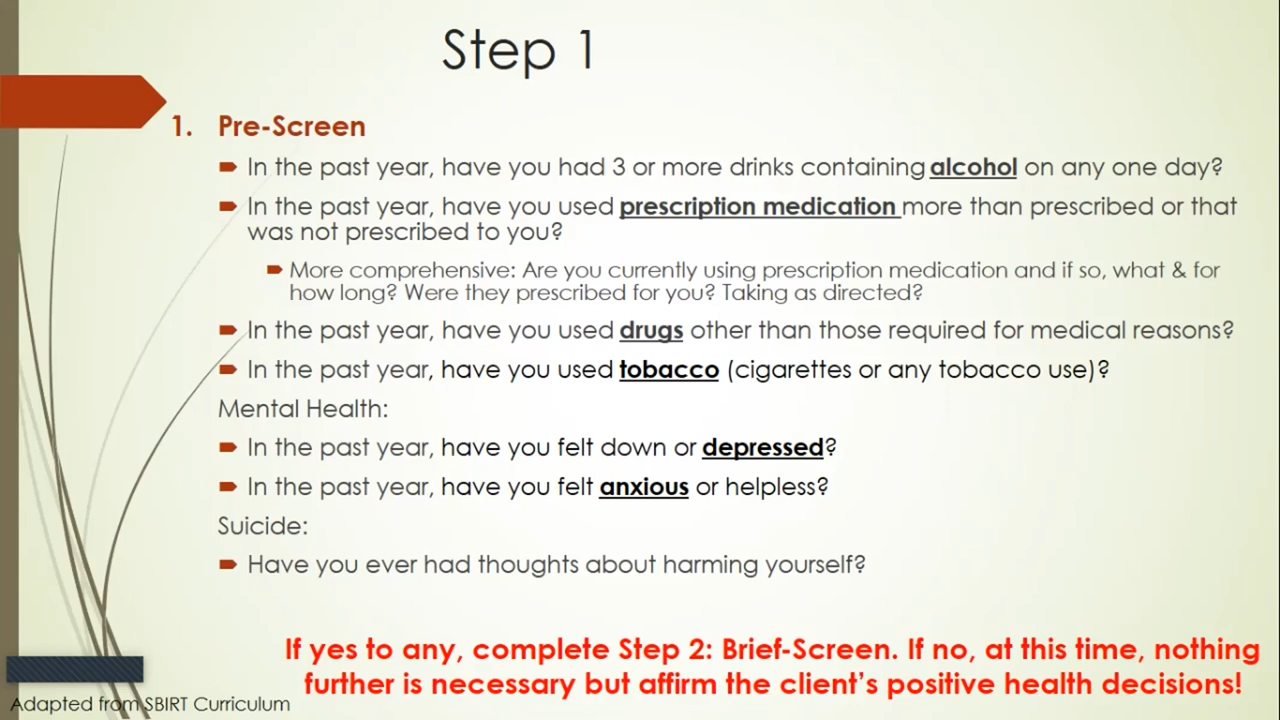 Step 1
1. Pre-Screen
In the past year, have you had 3 or more drinks containing alcohol on any one day?
In the past year, have you used prescription medication more than prescribed or that
was not prescribed to you?
More comprehensive: Are you currently using prescription medication and if so, what & for
how long? Were they prescribed for you? Taking as directed?
In the past year, have you used drugs other than those required for medical reasons?
In the past year, have you used tobacco (cigarettes or any tobacco use)?
Mental Health:
In the past year, have you felt down or depressed?
In the past year, have you felt anxious or helpless?
Suicide:
Have you ever had thoughts about harming yourself?
If yes to any, complete Step 2: Brief-Screen. If no, at this time, nothing
further is necessary but affirm the client's positive health decisions!
Adapted from SBIRT Curriculum